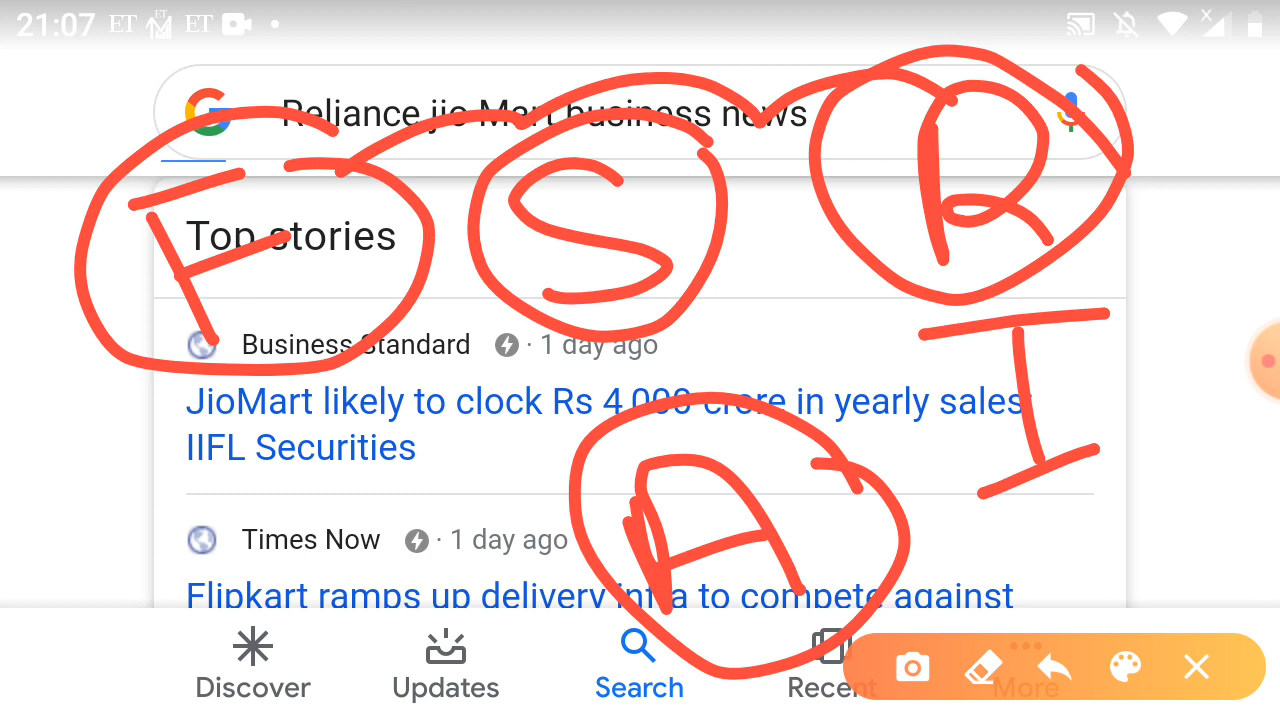 21:07 ET ET ET
Reliance jio Mart business news
F S R
Top stories
Business Standard · 1 day ago
I
JioMart likely to clock Rs 4,000 crore in yearly sales:
IIFL Securities
A
Times Now · 1 day ago
Flipkart ramps up delivery infra to compete against
Discover Updates Search Recent More